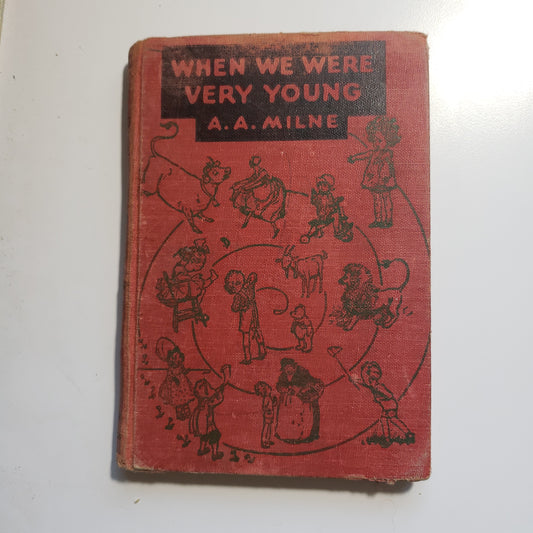 WHEN WE WERE
VERY YOUNG
A. A. MILNE